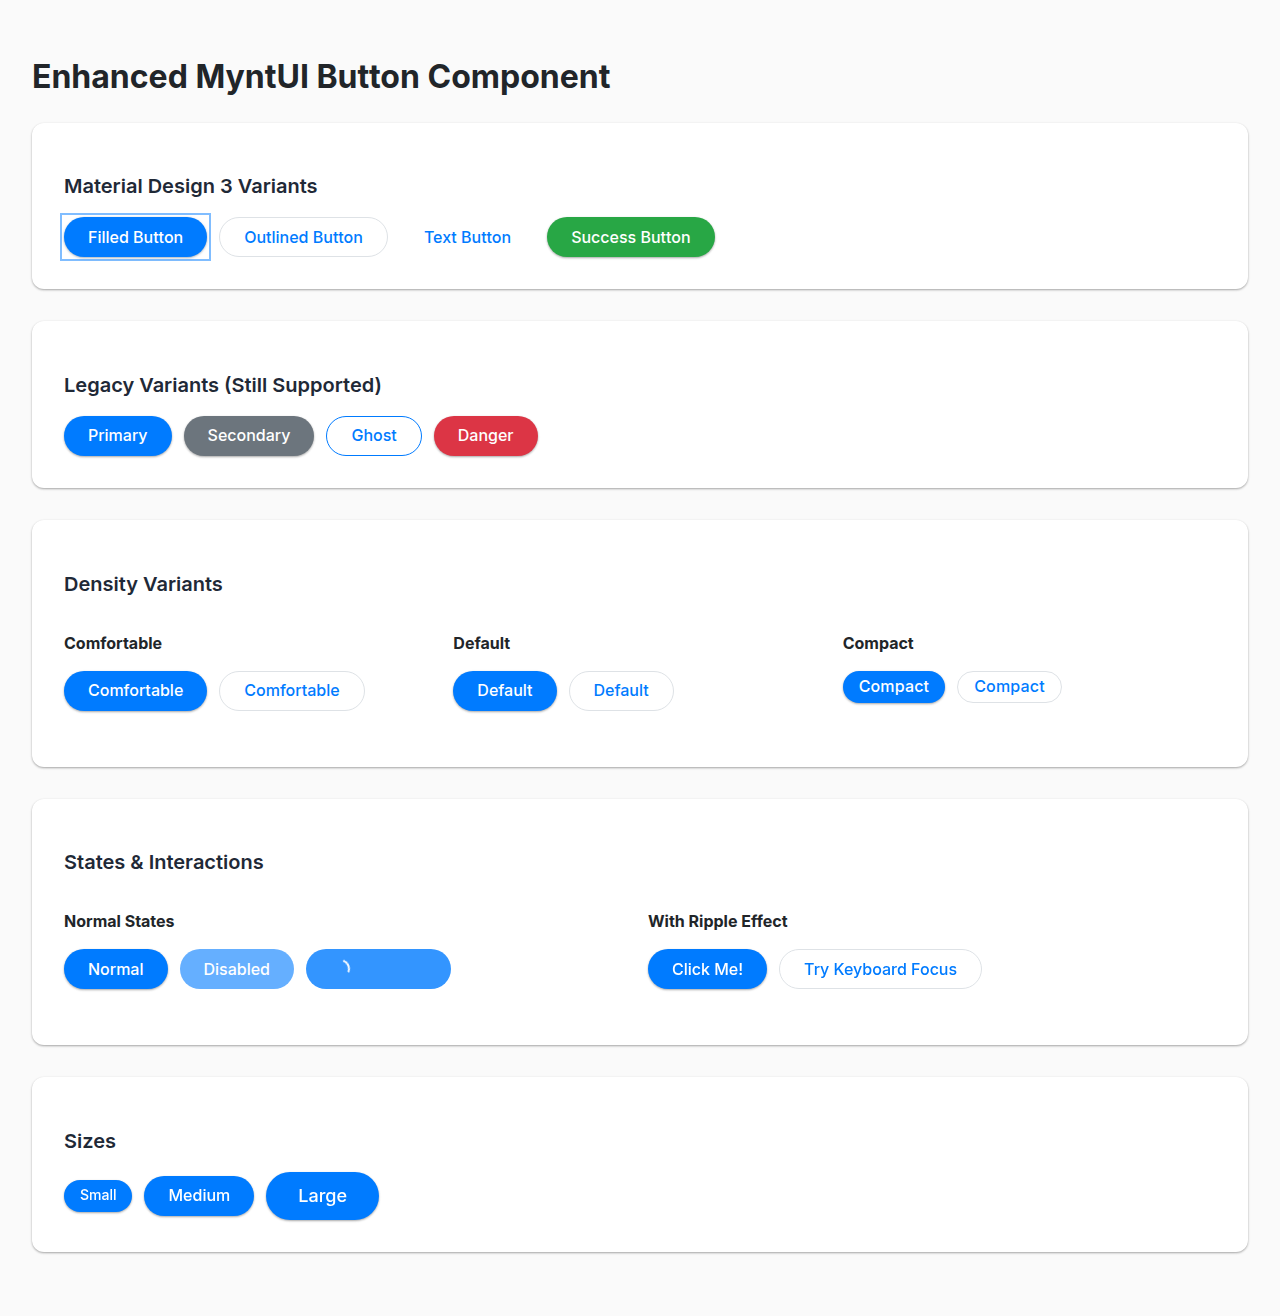 Enhanced MyntUI Button Component
Material Design 3 Variants
Filled Button Outlined Button Text Button Success Button
Legacy Variants (Still Supported)
Primary Secondary Ghost Danger
Density Variants
Comfortable Default Compact
Comfortable Comfortable Default Default Compact Compact
States & Interactions
Normal States With Ripple Effect
Normal Disabled Click Me! Try Keyboard Focus
Sizes
Small Medium Large